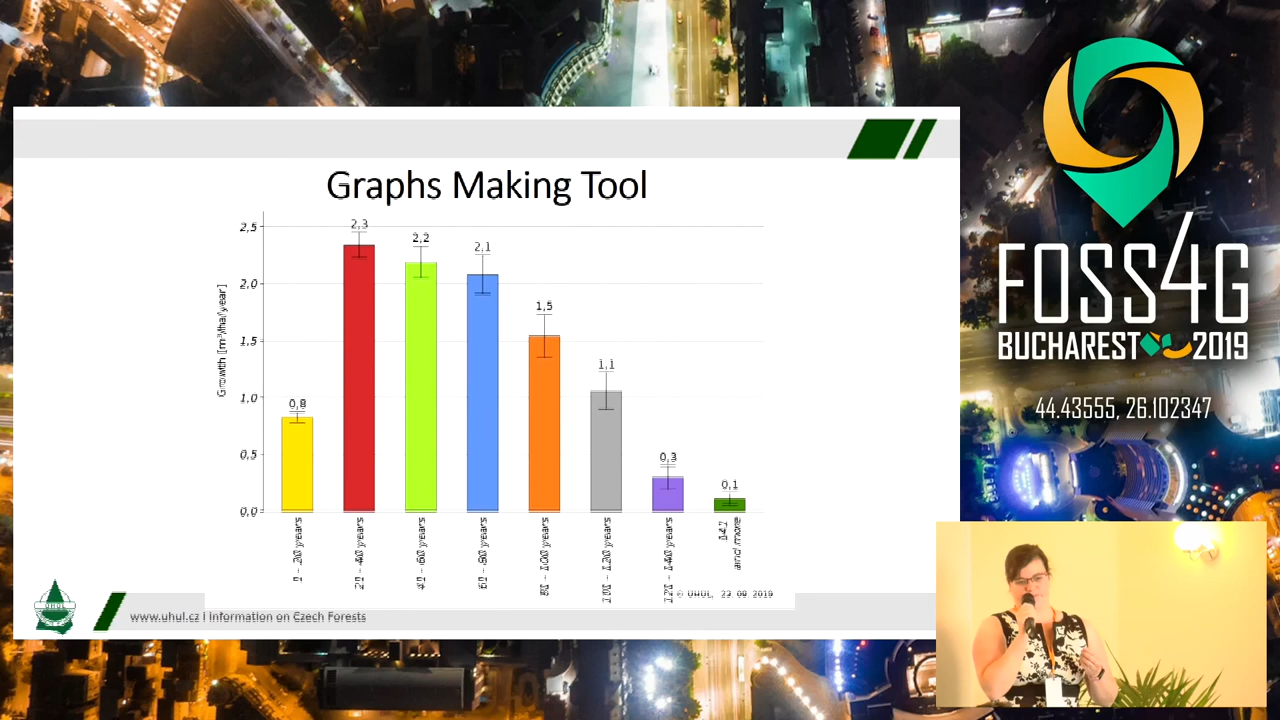 Graphs Making Tool
2,5
2,0
1,5
1,0
0,5
0,0
Growth [m³/ha/year]
0,8
2,3
2,2
2,1
1,5
1,1
0,3
0,1
1 - 20 years
21 - 40 years
41 - 60 years
61 - 80 years
81 - 100 years
101 - 120 years
121 - 140 years
141
and more
© UHUL, 23 08 2019
UHUL
www.uhul.cz I Information on Czech Forests
FOSS4G
BUCHAREST 2019
44.43555, 26.102347